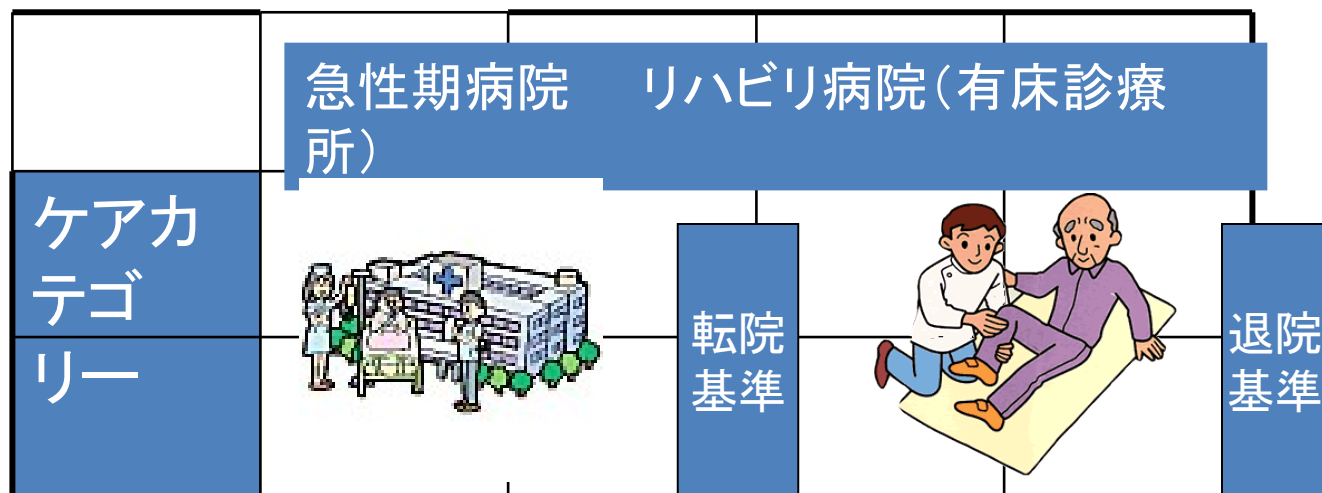 急性期病院　リハビリ病院（有床診療
所）
ケアカ
テゴ
リー
転院
基準
退院
基準